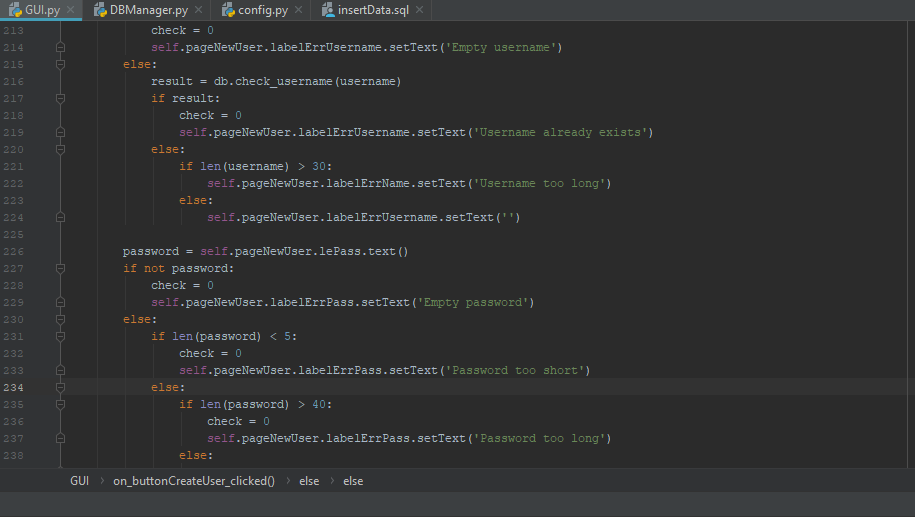 GUI.py × DBManager.py × config.py × insertData.sql ×
213 check = 0
214 self.pageNewUser.labelErrUsername.setText('Empty username')
215 else:
216 result = db.check_username(username)
217 if result:
218 check = 0
219 self.pageNewUser.labelErrUsername.setText('Username already exists')
220 else:
221 if len(username) > 30:
222 self.pageNewUser.labelErrName.setText('Username too long')
223 else:
224 self.pageNewUser.labelErrUsername.setText('')
225
226 password = self.pageNewUser.lePass.text()
227 if not password:
228 check = 0
229 self.pageNewUser.labelErrPass.setText('Empty password')
230 else:
231 if len(password) < 5:
232 check = 0
233 self.pageNewUser.labelErrPass.setText('Password too short')
234 else:
235 if len(password) > 40:
236 check = 0
237 self.pageNewUser.labelErrPass.setText('Password too long')
238 else:
GUI › on_buttonCreateUser_clicked() › else › else